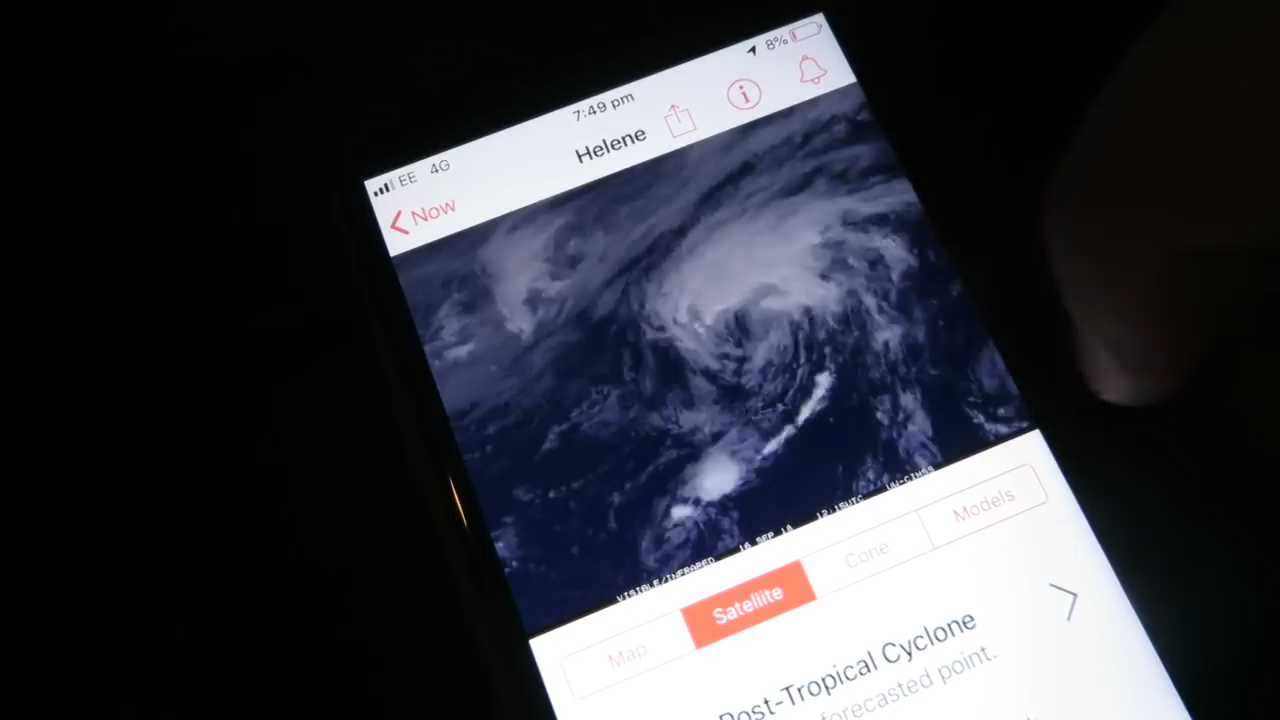 EE 4G 7:49 pm 8%
Now Helene
VISIBLE/INFRARED 16 SEP 18 12:15UTC UW-CIMSS
Map Satellite Cone Models
Post-Tropical Cyclone
forecasted point.